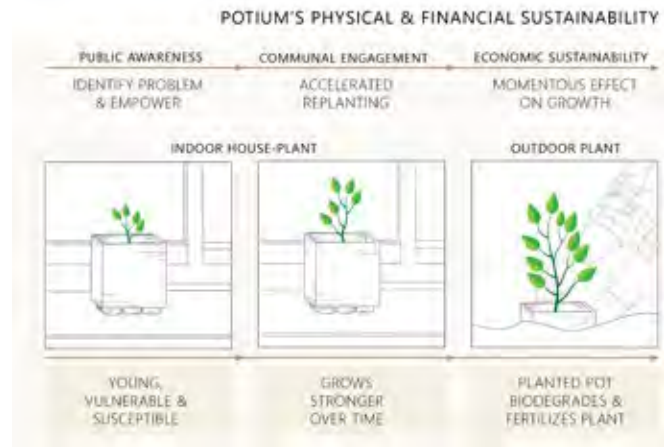 POTIUM'S PHYSICAL & FINANCIAL SUSTAINABILITY
PUBLIC AWARENESS
COMMUNAL ENGAGEMENT
ECONOMIC SUSTAINABILITY
IDENTIFY PROBLEM
& EMPOWER
ACCELERATED
REPLANTING
MOMENTOUS EFFECT
ON GROWTH
INDOOR HOUSE-PLANT
OUTDOOR PLANT
YOUNG,
VULNERABLE &
SUSCEPTIBLE
GROWS
STRONGER
OVER TIME
PLANTED POT
BIODEGRADES &
FERTILIZES PLANT